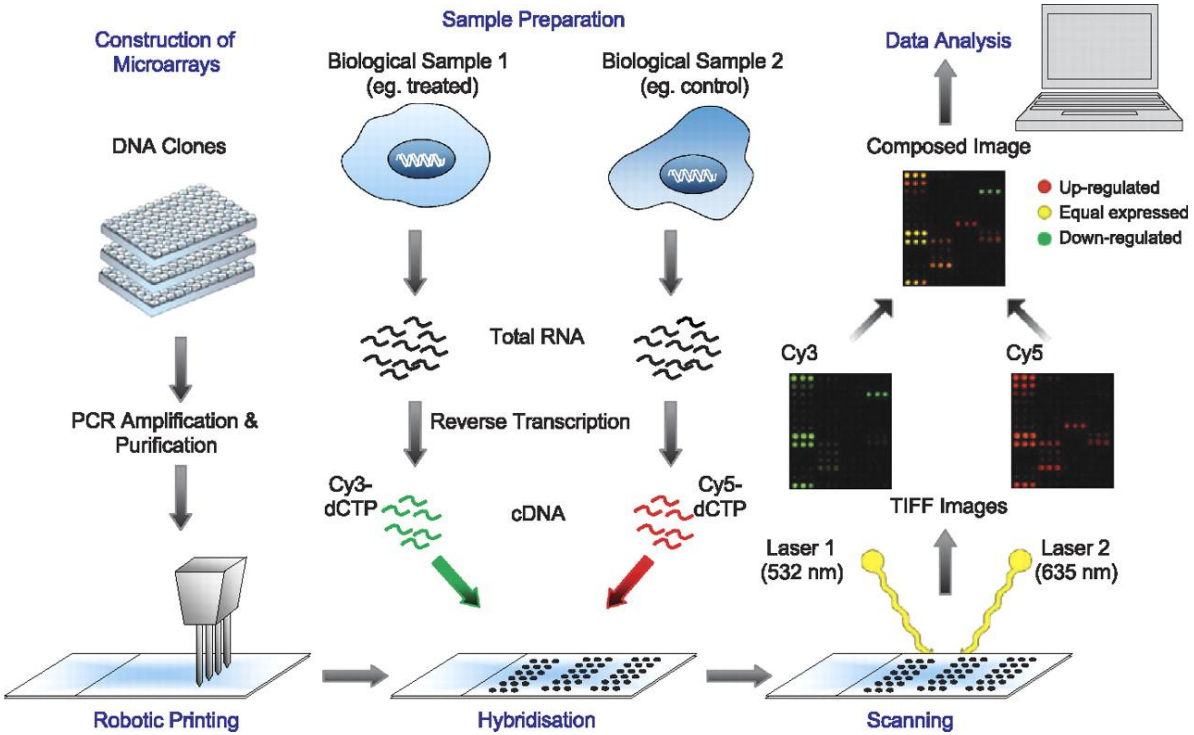 Construction of
Microarrays
DNA Clones
PCR Amplification &
Purification
Robotic Printing
Sample Preparation
Biological Sample 1
(eg. treated)
Biological Sample 2
(eg. control)
Total RNA
Reverse Transcription
Cy3-
dCTP
cDNA
Cy5-
dCTP
Hybridisation
Data Analysis
Composed Image
Up-regulated
Equal expressed
Down-regulated
Cy3
Cy5
TIFF Images
Laser 1
(532 nm)
Laser 2
(635 nm)
Scanning